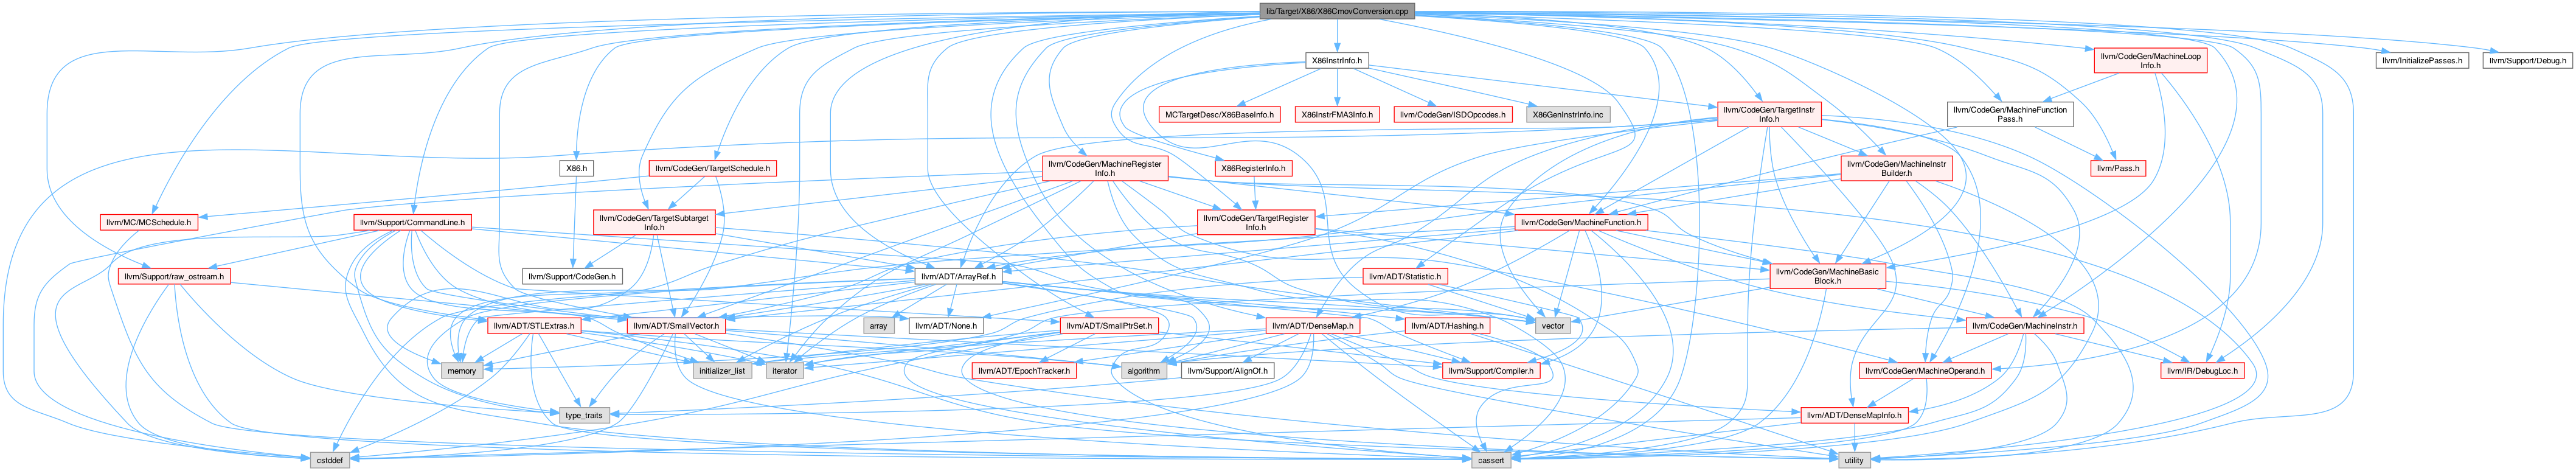 lib/Target/X86/X86CmovConversion.cpp
X86InstrInfo.h
llvm/CodeGen/MachineLoop
Info.h
llvm/InitializePasses.h
llvm/Support/Debug.h
MCTargetDesc/X86BaseInfo.h
X86InstrFMA3Info.h
llvm/CodeGen/ISDOpcodes.h
X86GenInstrInfo.inc
llvm/CodeGen/TargetInstr
Info.h
llvm/CodeGen/MachineFunction
Pass.h
X86.h
llvm/CodeGen/TargetSchedule.h
llvm/CodeGen/MachineRegister
Info.h
X86RegisterInfo.h
llvm/CodeGen/MachineInstr
Builder.h
llvm/Pass.h
llvm/MC/MCSchedule.h
llvm/Support/CommandLine.h
llvm/CodeGen/TargetSubtarget
Info.h
llvm/CodeGen/TargetRegister
Info.h
llvm/CodeGen/MachineFunction.h
llvm/Support/raw_ostream.h
llvm/Support/CodeGen.h
llvm/ADT/ArrayRef.h
llvm/ADT/Statistic.h
llvm/CodeGen/MachineBasic
Block.h
llvm/ADT/STLExtras.h
llvm/ADT/SmallVector.h
array
llvm/ADT/None.h
llvm/ADT/SmallPtrSet.h
llvm/ADT/DenseMap.h
llvm/ADT/Hashing.h
vector
llvm/CodeGen/MachineInstr.h
memory
initializer_list
iterator
llvm/ADT/EpochTracker.h
algorithm
llvm/Support/AlignOf.h
llvm/Support/Compiler.h
llvm/CodeGen/MachineOperand.h
llvm/IR/DebugLoc.h
type_traits
llvm/ADT/DenseMapInfo.h
cstddef
cassert
utility